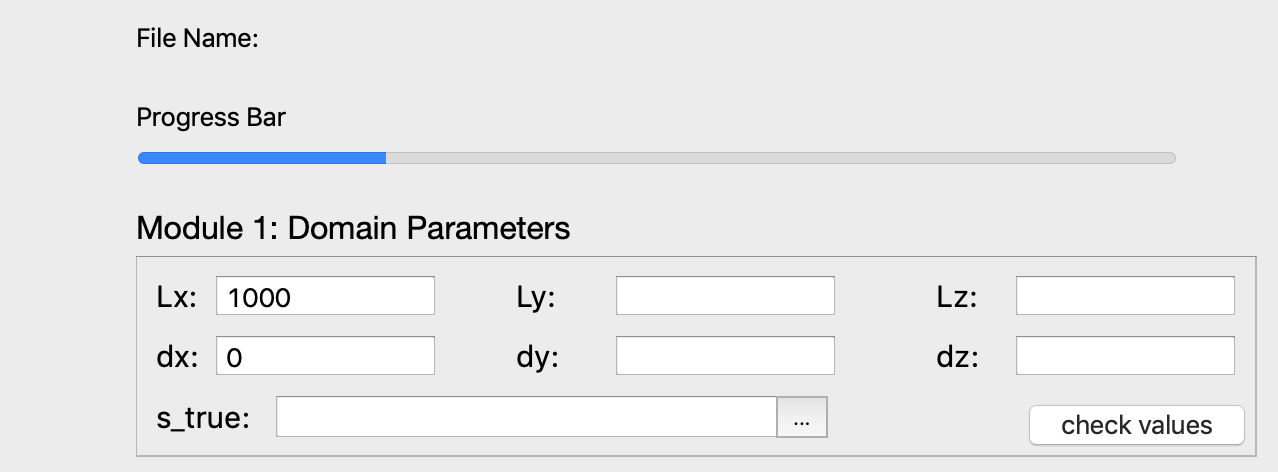 File Name:
Progress Bar
Module 1: Domain Parameters
Lx: 1000 Ly: Lz:
dx: 0 dy: dz:
s_true: ...
check values